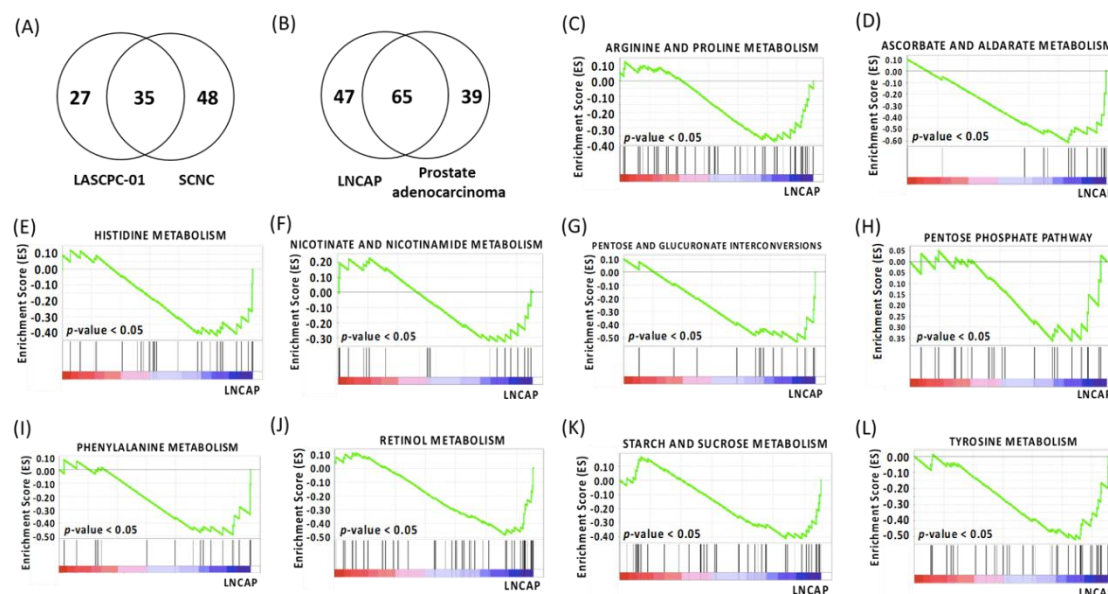 (A)
27 35 48
LASCPC-01 SCNC
(B)
47 65 39
LNCAP Prostate
adenocarcinoma
(C)
ARGININE AND PROLINE METABOLISM
Enrichment Score (ES)
0.10
0.00
-0.10
-0.20
-0.30
-0.40
p-value < 0.05
LNCAP
(D)
ASCORBATE AND ALDARATE METABOLISM
Enrichment Score (ES)
0.10
0.00
-0.10
-0.20
-0.30
-0.40
-0.50
-0.60
p-value < 0.05
LNCAP
(E)
HISTIDINE METABOLISM
Enrichment Score (ES)
0.10
0.00
-0.10
-0.20
-0.30
-0.40
p-value < 0.05
LNCAP
(F)
NICOTINATE AND NICOTINAMIDE METABOLISM
Enrichment Score (ES)
0.20
0.10
0.00
-0.10
-0.20
-0.30
p-value < 0.05
LNCAP
(G)
PENTOSE AND GLUCURONATE INTERCONVERSIONS
Enrichment Score (ES)
0.10
0.00
-0.10
-0.20
-0.30
-0.40
-0.50
p-value < 0.05
LNCAP
(H)
PENTOSE PHOSPHATE PATHWAY
Enrichment Score (ES)
0.05
0.00
0.05
0.10
0.15
0.20
0.25
0.30
0.35
p-value < 0.05
LNCAP
(I)
PHENYLALANINE METABOLISM
Enrichment Score (ES)
0.10
0.00
-0.10
-0.20
-0.30
-0.40
-0.50
p-value < 0.05
LNCAP
(J)
RETINOL METABOLISM
Enrichment Score (ES)
0.10
0.00
-0.10
-0.20
-0.30
-0.40
-0.50
p-value < 0.05
LNCAP
(K)
STARCH AND SUCROSE METABOLISM
Enrichment Score (ES)
0.10
0.00
-0.10
-0.20
-0.30
-0.40
p-value < 0.05
LNCAP
(L)
TYROSINE METABOLISM
Enrichment Score (ES)
0.00
-0.10
-0.20
-0.30
-0.40
-0.50
p-value < 0.05
LNCAP